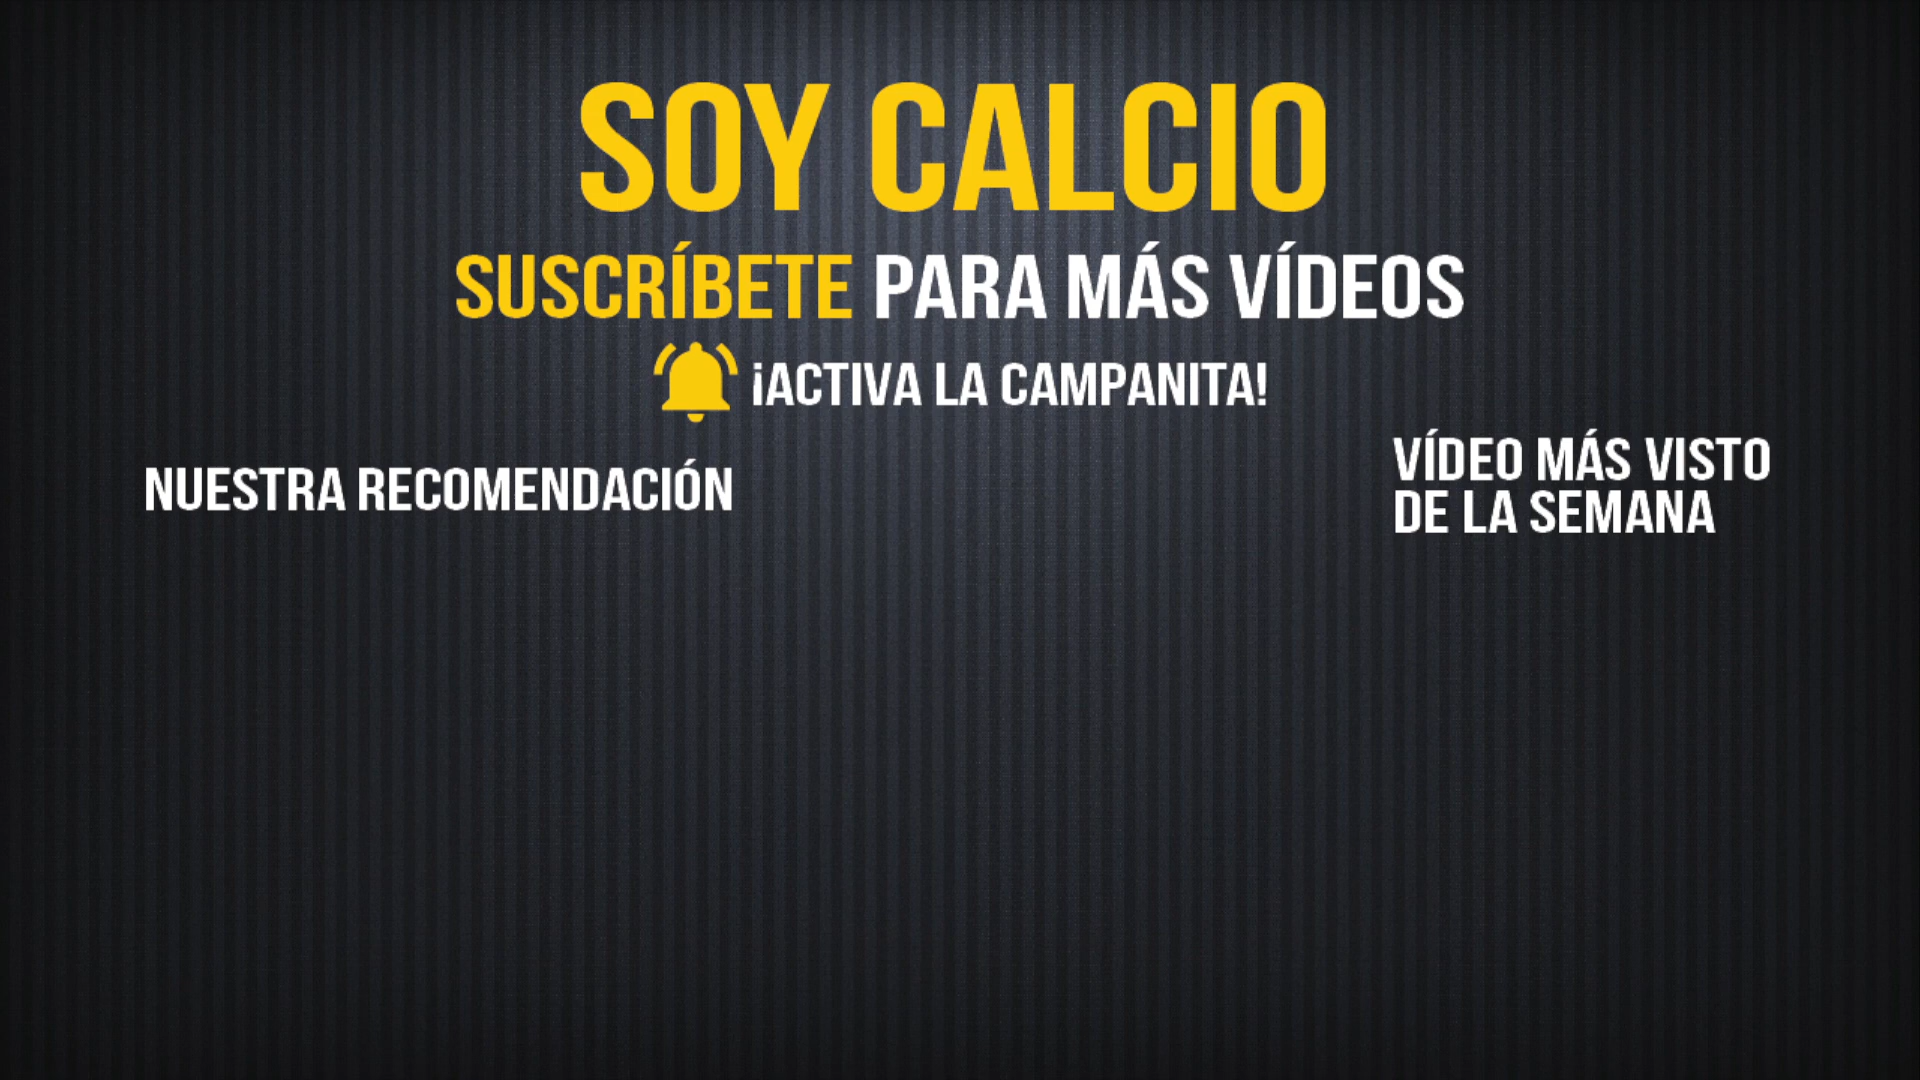 SOY CALCIO
SUSCRÍBETE PARA MÁS VÍDEOS
¡ACTIVA LA CAMPANITA!
NUESTRA RECOMENDACIÓN
VÍDEO MÁS VISTO
DE LA SEMANA